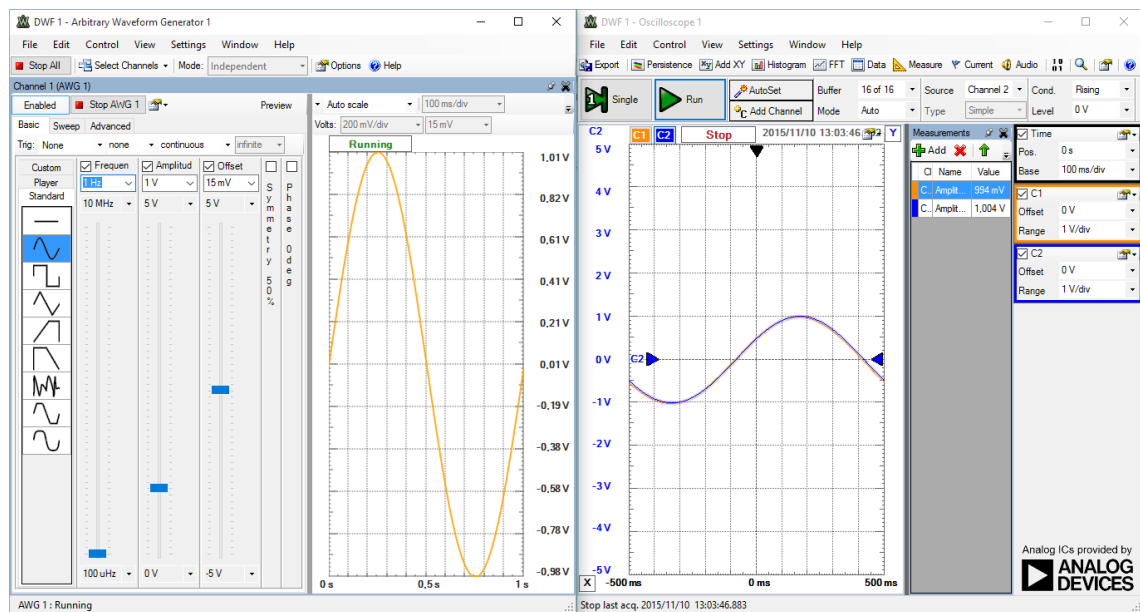 DWF 1 - Arbitrary Waveform Generator 1
File Edit Control View Settings Window Help
Stop All Select Channels Mode: Independent Options Help
Channel 1 (AWG 1)
Enabled Stop AWG 1 Preview
Basic Sweep Advanced
Trig: None none continuous infinite
Custom
Player
Standard
Frequen Amplitud Offset
1 Hz 1 V 15 mV
10 MHz 5 V 5 V
Symmetry 50%
Phase 0 deg
100 uHz 0 V -5 V
Auto scale 100 ms/div
Volts: 200 mV/div 15 mV
Running
1,01 V
0,82 V
0,61 V
0,41 V
0,21 V
0,01 V
-0,19 V
-0,38 V
-0,58 V
-0,78 V
-0,98 V
0 s 0,5 s 1 s
AWG 1: Running
DWF 1 - Oscilloscope 1
File Edit Control View Settings Window Help
Export Persistence Add XY Histogram FFT Data Measure Current Audio
Single Run AutoSet Buffer 16 of 16 Source Channel 2 Cond. Rising
Add Channel Mode Auto Type Simple Level 0 V
C2 C1 C2 Stop 2015/11/10 13:03:46 Y
5 V
4 V
3 V
2 V
1 V
0 V C2
-1 V
-2 V
-3 V
-4 V
-5 V
X -500 ms 0 ms 500 ms
Measurements
Add
Name Value
C.. Amplit... 994 mV
C.. Amplit... 1,004 V
Time
Pos. 0 s
Base 100 ms/div
C1
Offset 0 V
Range 1 V/div
C2
Offset 0 V
Range 1 V/div
Analog ICs provided by
ANALOG
DEVICES
Stop last acq. 2015/11/10 13:03:46.883